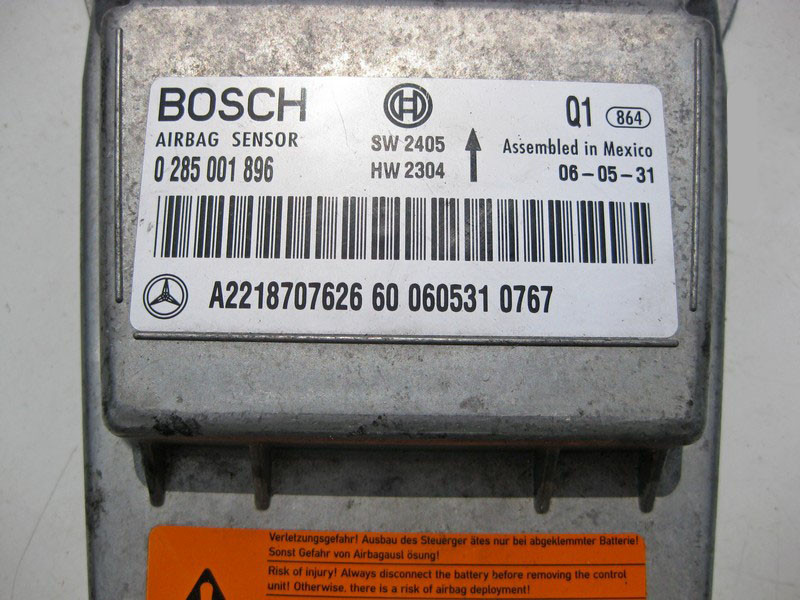 BOSCH
AIRBAG SENSOR
0 285 001 896
SW 2405
HW 2304
Q1 864
Assembled in Mexico
06-05-31
A2218707626 60 060531 0767
Verletzungsgefahr! Ausbau des Steuerger ätes nur bei abgeklemmter Batterie!
Sonst Gefahr von Airbagausl ösung!
Risk of injury! Always disconnect the battery before removing the control
unit! Otherwise, there is a risk of airbag deployment!